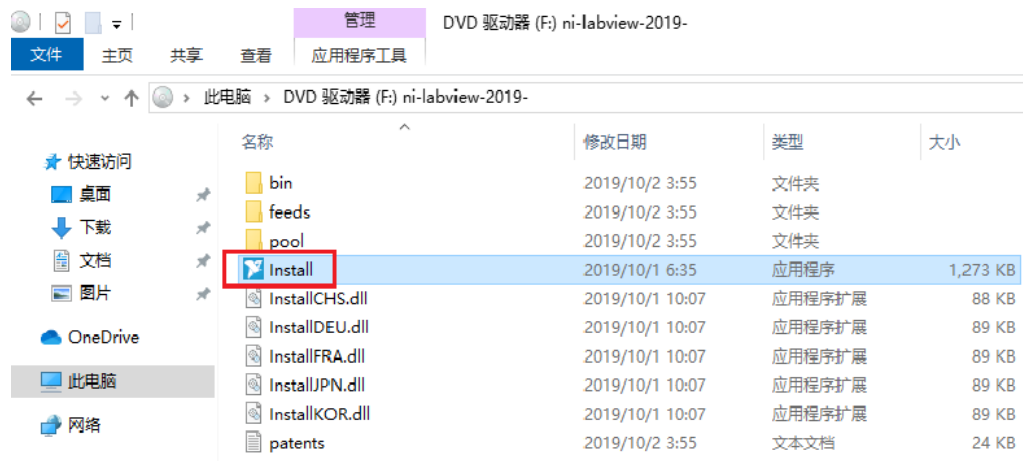 管理 DVD 驱动器 (F:) ni-labview-2019-
文件 主页 共享 查看 应用程序工具
此电脑 DVD 驱动器 (F:) ni-labview-2019-
名称 修改日期 类型 大小
快速访问
桌面
下载
文档
图片
OneDrive
此电脑
网络
bin 2019/10/2 3:55 文件夹
feeds 2019/10/2 3:55 文件夹
pool 2019/10/2 3:55 文件夹
Install 2019/10/1 6:35 应用程序 1,273 KB
InstallCHS.dll 2019/10/1 10:07 应用程序扩展 88 KB
InstallDEU.dll 2019/10/1 10:07 应用程序扩展 89 KB
InstallFRA.dll 2019/10/1 10:07 应用程序扩展 89 KB
InstallJPN.dll 2019/10/1 10:07 应用程序扩展 89 KB
InstallKOR.dll 2019/10/1 10:07 应用程序扩展 89 KB
patents 2019/10/2 3:55 文本文档 24 KB